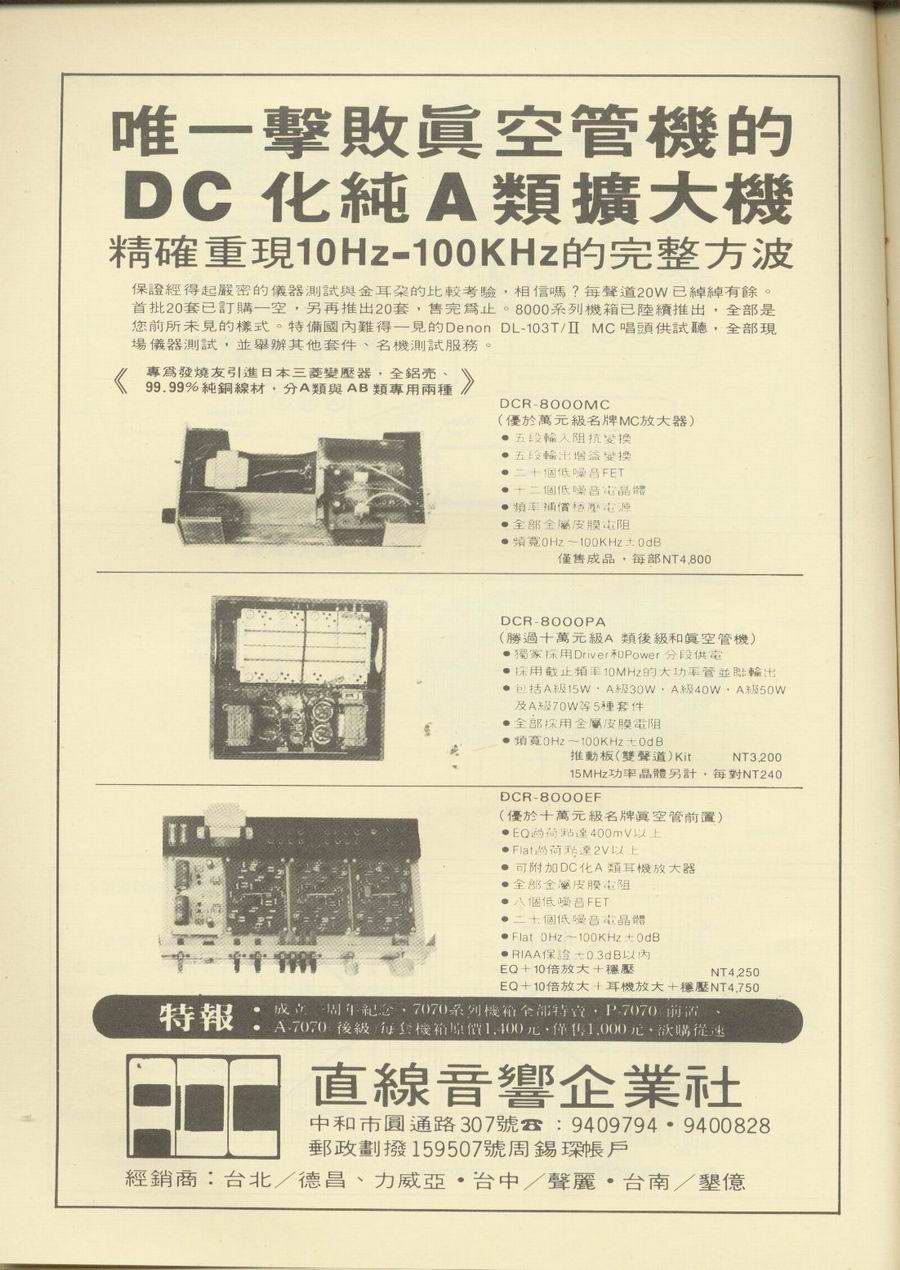 唯一擊敗眞空管機的
DC 化純A類擴大機
精確重現10Hz-100KHz的完整方波
保證經得起嚴密的儀器測試與金耳朶的比較考驗，相信嗎？每聲道20W已綽綽有餘。
首批20套已訂購一空，另再推出20套，售完爲止。8000系列機箱已陸續推出，全部是
您前所未見的樣式。特備國內難得一見的Denon DL-103T/Ⅱ MC唱頭供試聽，全部現
場儀器測試，並舉辦其他套件、名機測試服務。
《專爲發燒友引進日本三菱變壓器，全鋁壳、
99.99%純銅線材，分A類與AB類專用兩種》
DCR-8000MC
(優於萬元級名牌MC放大器)
●五段輸入阻抗變換
●五段輸出增益變換
●二十個低噪音FET
●十二個低噪音電晶體
●頻率補償穩壓電源
●全部金屬皮膜電阻
●頻寬0Hz～100KHz±0dB
僅售成品，每部NT4,800
DCR-8000PA
(勝過十萬元級A 類後級和眞空管機)
●獨家採用Driver和Power 分段供電
●採用截止頻率10MHz的大功率管並聯輸出
●包括A級15W，A級30W，A級40W，A級50W
及A級70W等5種套件
●全部採用金屬皮膜電阻
●頻寬0Hz～100KHz±0dB
推動板(雙聲道)Kit NT3,200
15MHz功率晶體另計，每對NT240
DCR-8000EF
(優於十萬元級名牌眞空管前置)
●EQ過荷點達400mV以上
●Flat過荷點達2V以上
●可附加DC化A 類耳機放大器
●全部金屬皮膜電阻
●八個低噪音FET
●二十個低噪音電晶體
●Flat 0Hz～100KHz±0dB
●RIAA保證±0.3dB以內
EQ＋10倍放大＋穩壓 NT4,250
EQ＋10倍放大＋耳機放大＋穩壓NT4,750
特報：成立一周年紀念，7070系列機箱全部特賣，P-7070 前置、
A-7070 後級/每套機箱原價1,400元，僅售1,000元，欲購從速
直線音響企業社
中和市圓通路307號☎：9409794•9400828
郵政劃撥159507號周錫琛帳戶
經銷商：台北／德昌、力威亞•台中／聲麗•台南／墾億